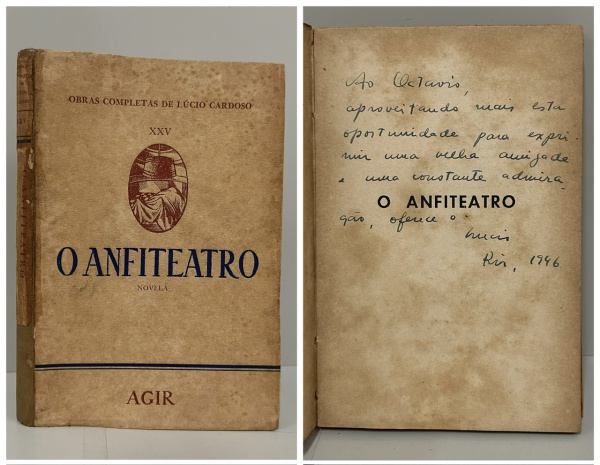 OBRAS COMPLETAS DE LÚCIO CARDOSO
XXV
O ANFITEATRO
NOVELA
AGIR
Ao Octavio,
aproveitando mais esta
oportunidade para expri-
mir uma velha amizade
e uma constante admira-
O ANFITEATRO
ção, oferece o
Lucio
Rio, 1946